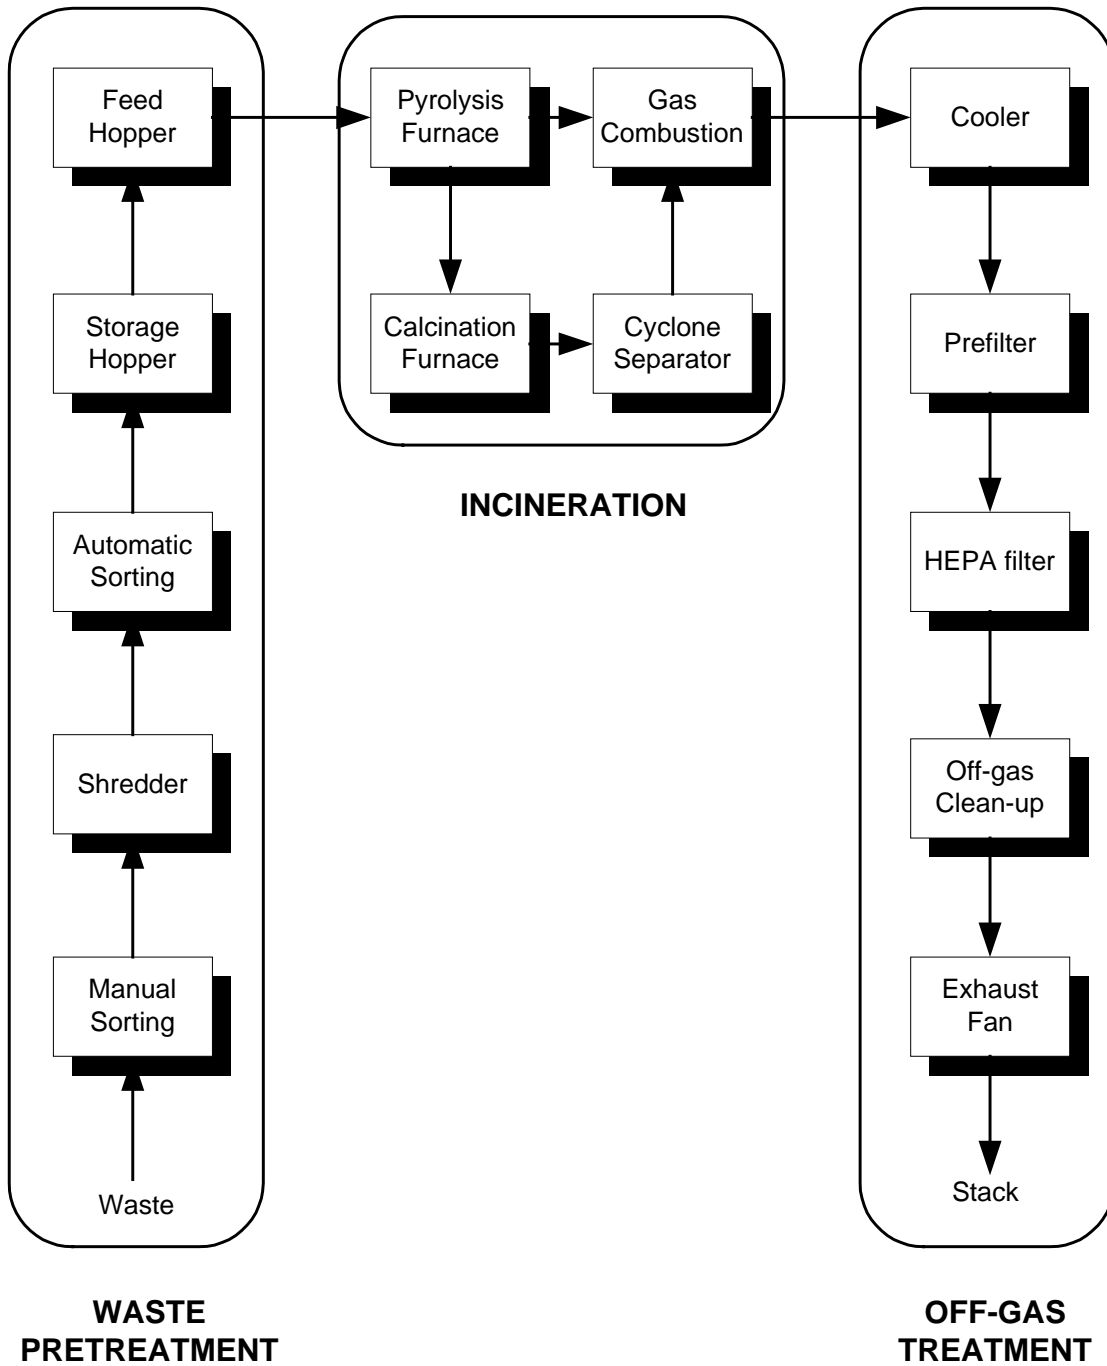 Feed
Hopper
Storage
Hopper
Automatic
Sorting
Shredder
Manual
Sorting
Waste
WASTE
PRETREATMENT
Pyrolysis
Furnace
Gas
Combustion
Calcination
Furnace
Cyclone
Separator
INCINERATION
Cooler
Prefilter
HEPA filter
Off-gas
Clean-up
Exhaust
Fan
Stack
OFF-GAS
TREATMENT